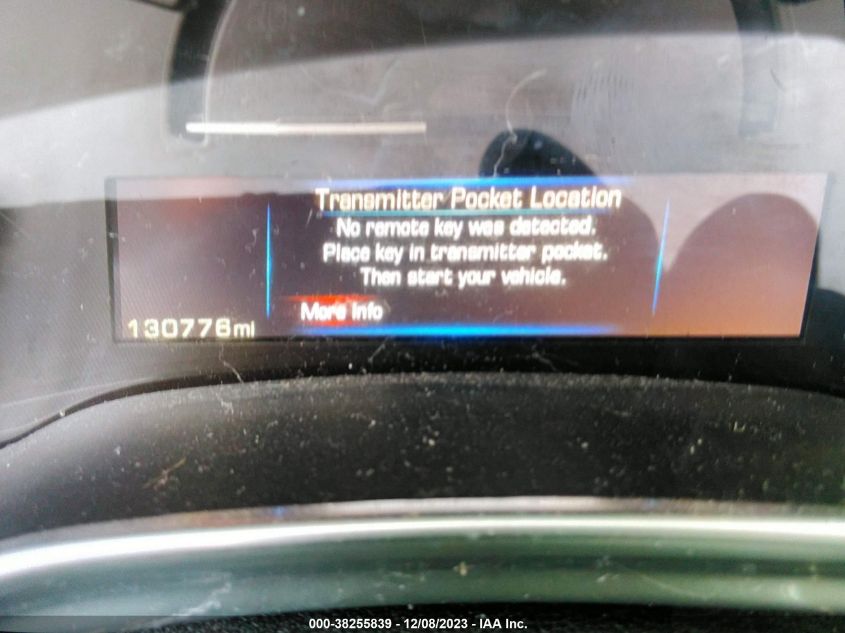 Transmitter Pocket Location
No remote key was detected.
Place key in transmitter pocket.
Then start your vehicle.
More Info
130776mi
000-38255839 - 12/08/2023 - IAA Inc.